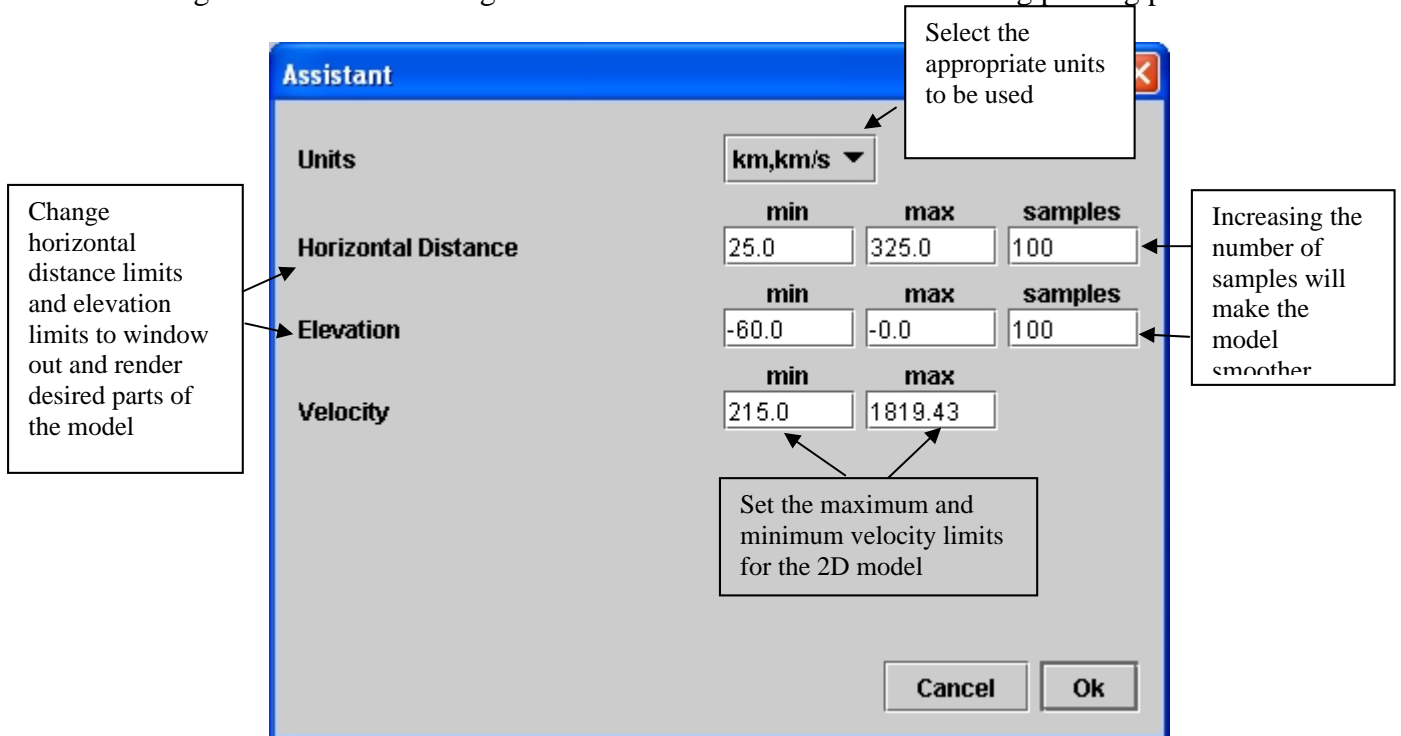 Select the
appropriate units
to be used
Assistant
Units
km,km/s
Change
horizontal
distance limits
and elevation
limits to window
out and render
desired parts of
the model
min max samples
Horizontal Distance
25.0 325.0 100
Increasing the
number of
samples will
make the
model
smoother
min max samples
Elevation
-60.0 -0.0 100
min max
Velocity
215.0 1819.43
Set the maximum and
minimum velocity limits
for the 2D model
Cancel Ok